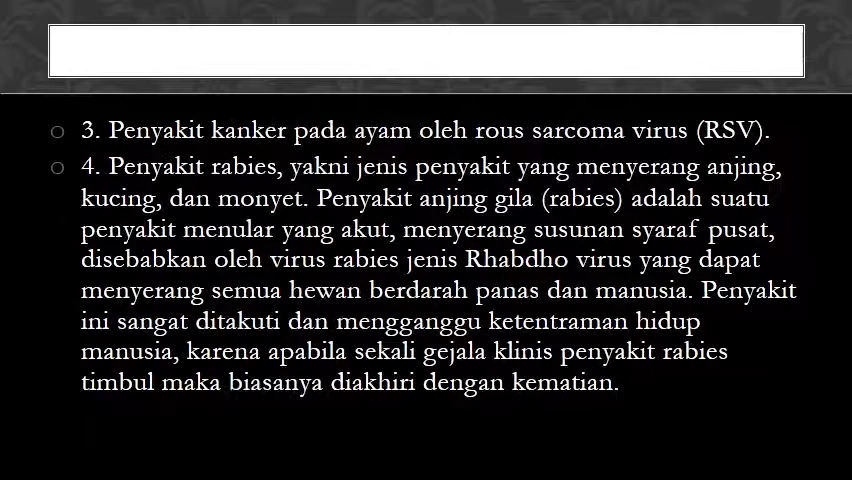 3. Penyakit kanker pada ayam oleh rous sarcoma virus (RSV).
4. Penyakit rabies, yakni jenis penyakit yang menyerang anjing,
kucing, dan monyet. Penyakit anjing gila (rabies) adalah suatu
penyakit menular yang akut, menyerang susunan syaraf pusat,
disebabkan oleh virus rabies jenis Rhabdho virus yang dapat
menyerang semua hewan berdarah panas dan manusia. Penyakit
ini sangat ditakuti dan mengganggu ketentraman hidup
manusia, karena apabila sekali gejala klinis penyakit rabies
timbul maka biasanya diakhiri dengan kematian.